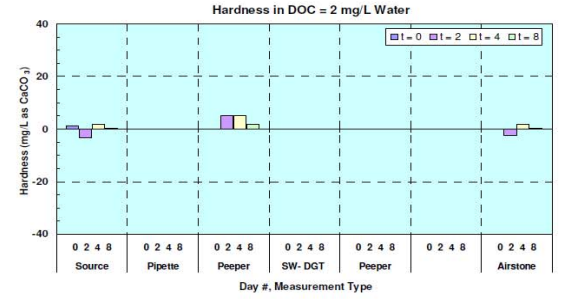 Hardness in DOC = 2 mg/L Water
t = 0 t = 2 t = 4 t = 8
Hardness (mg/L as CaCO3)
40
20
0
-20
-40
0 2 4 8 0 2 4 8 0 2 4 8 0 2 4 8 0 2 4 8 0 2 4 8 0 2 4 8
Source Pipette Peeper SW- DGT Peeper Airstone
Day #, Measurement Type